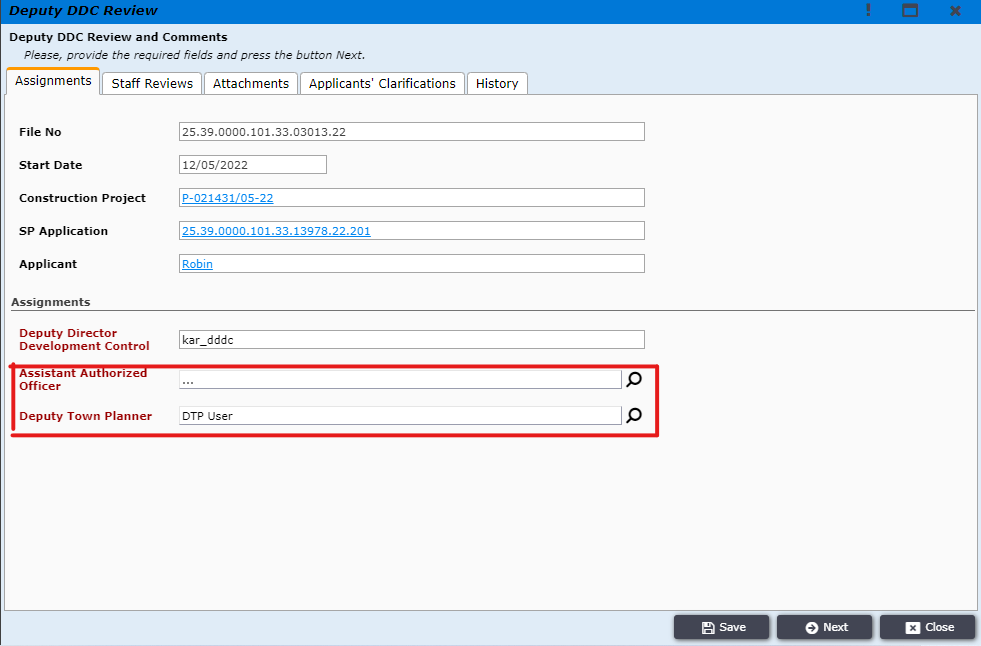 Deputy DDC Review
Deputy DDC Review and Comments
Please, provide the required fields and press the button Next.
Assignments Staff Reviews Attachments Applicants' Clarifications History
File No 25.39.0000.101.33.03013.22
Start Date 12/05/2022
Construction Project P-021431/05-22
SP Application 25.39.0000.101.33.13978.22.201
Applicant Robin
Assignments
Deputy Director
Development Control kar_dddc
Assistant Authorized
Officer ...
Deputy Town Planner DTP User
Save Next Close